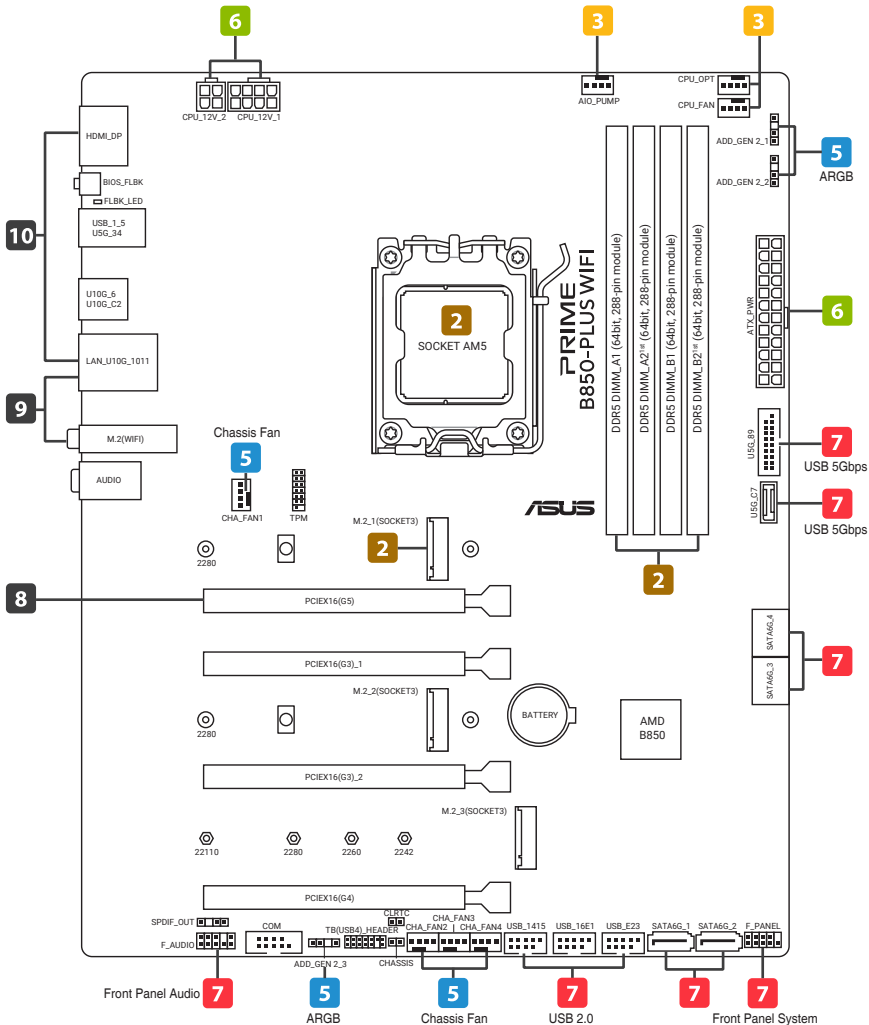 6
3
3
CPU_12V_2
CPU_12V_1
AIO_PUMP
CPU_OPT
CPU_FAN
HDMI_DP
ADD_GEN 2_1
5
ARGB
ADD_GEN 2_2
BIOS_FLBK
FLBK_LED
USB_1_5
U5G_34
10
U10G_6
U10G_C2
LAN_U10G_1011
9
M.2(WIFI)
AUDIO
2
SOCKET AM5
PRIME
B850-PLUS WIFI
DDR5 DIMM_A1 (64bit, 288-pin module)
DDR5 DIMM_A2¹ˢᵗ (64bit, 288-pin module)
DDR5 DIMM_B1 (64bit, 288-pin module)
DDR5 DIMM_B2¹ˢᵗ (64bit, 288-pin module)
ATX_PWR
6
U5G_89
7
USB 5Gbps
U5G_C7
7
USB 5Gbps
Chassis Fan
5
CHA_FAN1
TPM
ASUS
M.2_1(SOCKET3)
2
2
2280
8
PCIEX16(G5)
SATA6G_4
SATA6G_3
7
PCIEX16(G3)_1
M.2_2(SOCKET3)
2280
BATTERY
AMD
B850
PCIEX16(G3)_2
M.2_3(SOCKET3)
22110
2280
2260
2242
PCIEX16(G4)
SPDIF_OUT
F_AUDIO
COM
ADD_GEN 2_3
TB(USB4)_HEADER
CLRTC
CHASSIS
CHA_FAN2
CHA_FAN3
CHA_FAN4
USB_1415
USB_16E1
USB_E23
SATA6G_1
SATA6G_2
F_PANEL
Front Panel Audio
7
5
ARGB
5
Chassis Fan
7
USB 2.0
7
7
Front Panel System